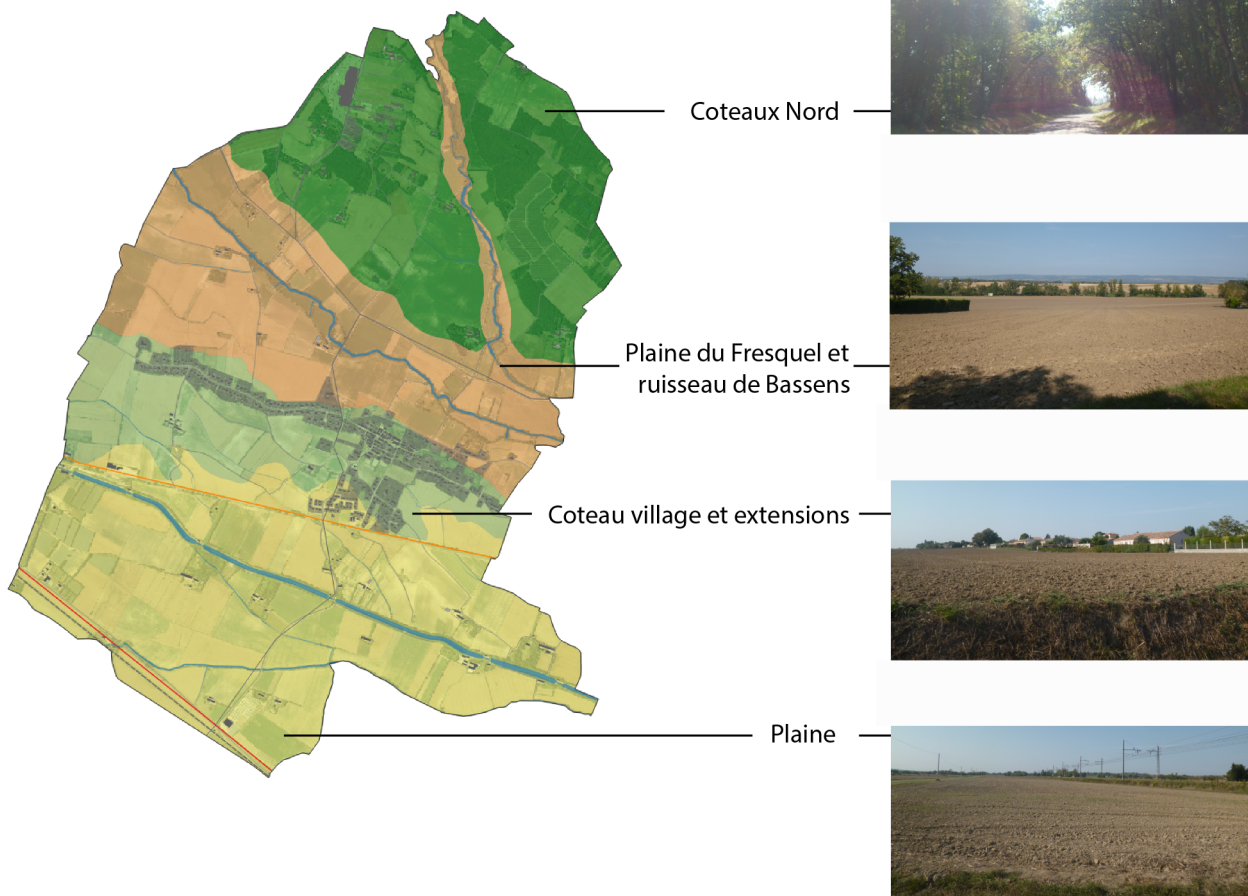 Coteaux Nord
Plaine du Fresquel et
ruisseau de Bassens
Coteau village et extensions
Plaine